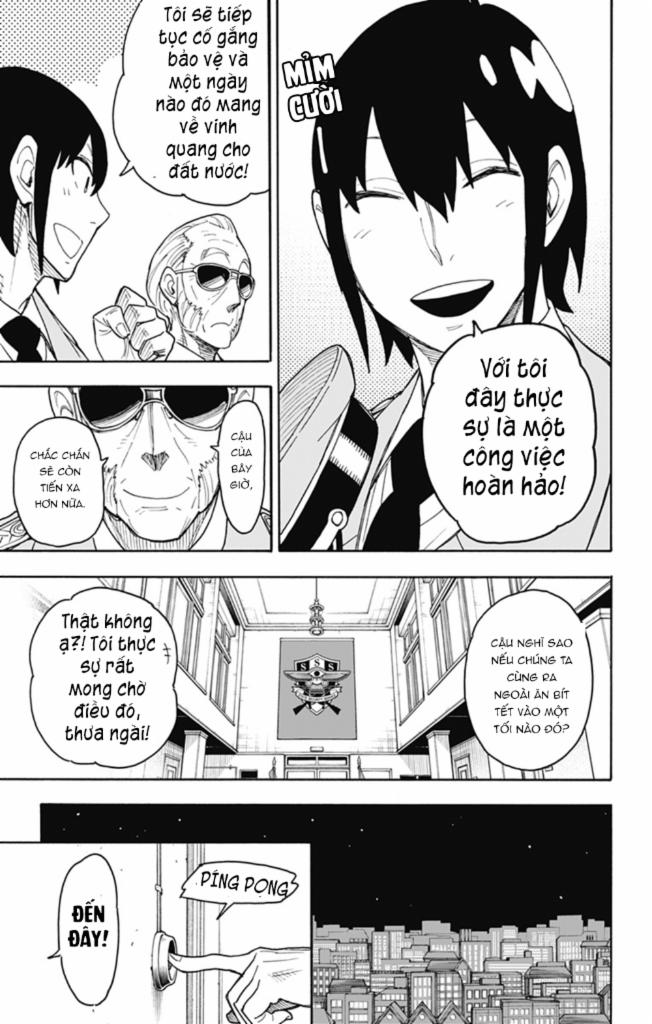 MỈM
CƯỜI
Với tôi
đây thực
sự là một
công việc
hoàn hảo!
Tôi sẽ tiếp
tục cố gắng
bảo vệ và
một ngày
nào đó mang
về vinh
quang cho
đất nước!
CẬU
CỦA
BÂY
GIỜ,
CHẮC CHẮN
SẼ CÒN
TIẾN XA
HƠN NỮA.
CẬU NGHĨ SAO
NẾU CHÚNG TA
CÙNG RA
NGOÀI ĂN BÍT
TẾT VÀO MỘT
TỐI NÀO ĐÓ?
SSS
Thật không
ạ?! Tôi thực
sự rất
mong chờ
điều đó,
thưa ngài!
PÍNG PỌNG
ĐẾN
ĐÂY!